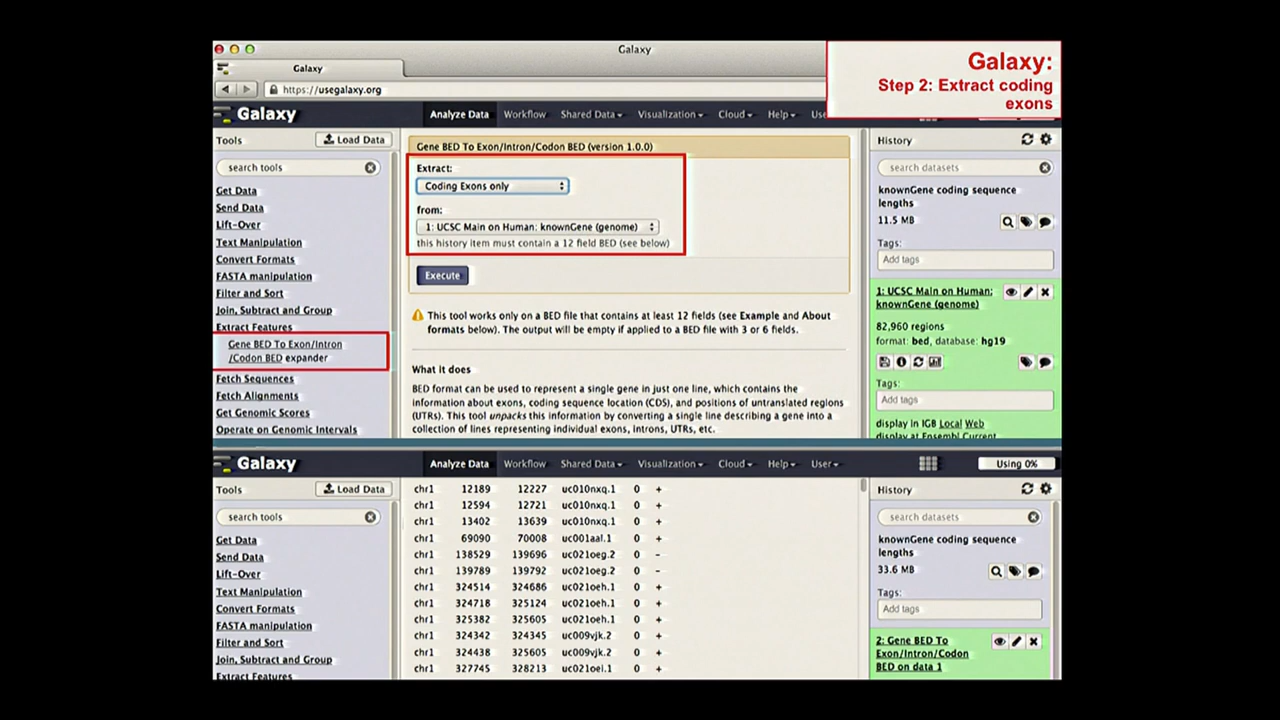 Galaxy
Galaxy:
Step 2: Extract coding
exons
Galaxy
https://usegalaxy.org
Galaxy
Analyze Data Workflow Shared Data Visualization Cloud Help
Tools Load Data
search tools
Get Data
Send Data
Lift-Over
Text Manipulation
Convert Formats
FASTA manipulation
Filter and Sort
Join, Subtract and Group
Extract Features
Gene BED To Exon/Intron
/Codon BED expander
Fetch Sequences
Fetch Alignments
Get Genomic Scores
Operate on Genomic Intervals
Gene BED To Exon/Intron/Codon BED (version 1.0.0)
Extract:
Coding Exons only
from:
1: UCSC Main on Human: knownGene (genome)
this history item must contain a 12 field BED (see below)
Execute
This tool works only on a BED file that contains at least 12 fields (see Example and About
formats below). The output will be empty if applied to a BED file with 3 or 6 fields.
What it does
BED format can be used to represent a single gene in just one line, which contains the
information about exons, coding sequence location (CDS), and positions of untranslated regions
(UTRs). This tool unpacks this information by converting a single line describing a gene into a
collection of lines representing individual exons, introns, UTRs, etc.
History
search datasets
knownGene coding sequence
lengths
11.5 MB
Tags:
Add tags
1: UCSC Main on Human:
knownGene (genome)
82,960 regions
format: bed, database: hg19
Tags:
Add tags
display in IGB Local Web
display at Ensembl Current
Galaxy
Analyze Data Workflow Shared Data Visualization Cloud Help User Using 0%
Tools Load Data
search tools
Get Data
Send Data
Lift-Over
Text Manipulation
Convert Formats
FASTA manipulation
Filter and Sort
Join, Subtract and Group
Extract Features
chr1 12189 12227 uc010nxq.1 0 +
chr1 12594 12721 uc010nxq.1 0 +
chr1 13402 13639 uc010nxq.1 0 +
chr1 69090 70008 uc001aal.1 0 +
chr1 138529 139696 uc021oeg.2 0 -
chr1 139789 139792 uc021oeg.2 0 -
chr1 324514 324686 uc021oeh.1 0 +
chr1 324718 325124 uc021oeh.1 0 +
chr1 325382 325605 uc021oeh.1 0 +
chr1 324342 324345 uc009vjk.2 0 +
chr1 324438 325605 uc009vjk.2 0 +
chr1 327745 328213 uc021oei.1 0 +
History
search datasets
knownGene coding sequence
lengths
33.6 MB
Tags:
Add tags
2: Gene BED To
Exon/Intron/Codon
BED on data 1